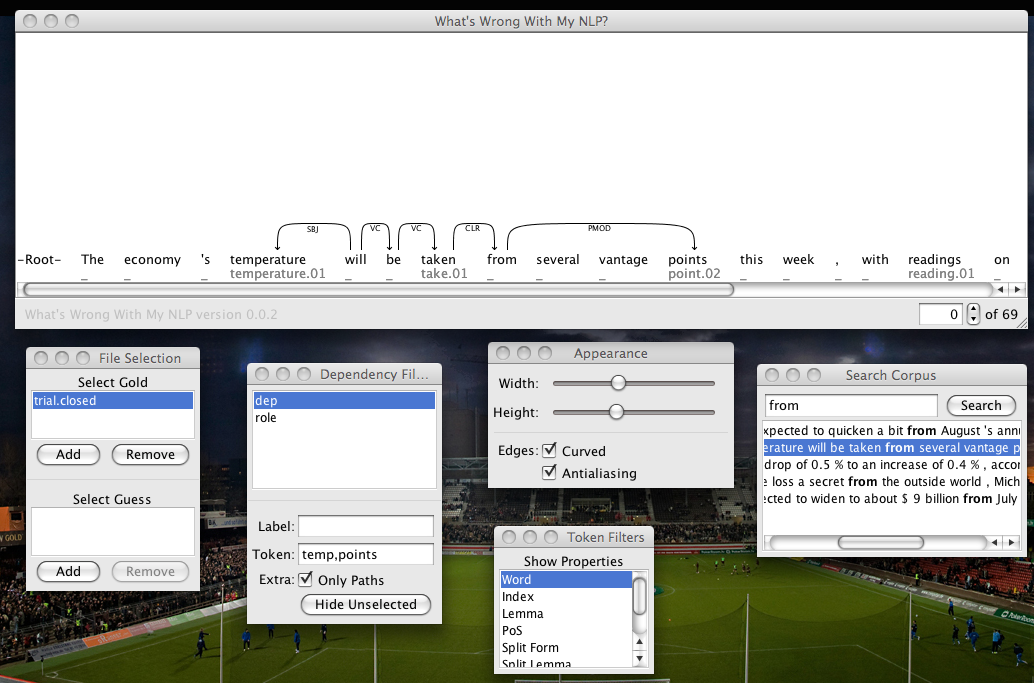 What's Wrong With My NLP?
SBJ VC VC CLR PMOD
-Root- The economy 's temperature will be taken from several vantage points this week , with readings on
_ _ _ temperature.01 _ _ take.01 _ _ _ point.02 _ _ _ _ reading.01 _
What's Wrong With My NLP version 0.0.2
0 of 69
File Selection
Select Gold
trial.closed
Add Remove
Select Guess
Add Remove
Dependency Fil...
dep
role
Label:
Token: temp,points
Extra: Only Paths
Hide Unselected
Appearance
Width:
Height:
Edges: Curved
Antialiasing
Token Filters
Show Properties
Word
Index
Lemma
PoS
Split Form
Split Lemma
Search Corpus
from Search
xpected to quicken a bit from August 's annu
erature will be taken from several vantage p
drop of 0.5 % to an increase of 0.4 % , accor
e loss a secret from the outside world , Mich
ected to widen to about $ 9 billion from July
GOLD